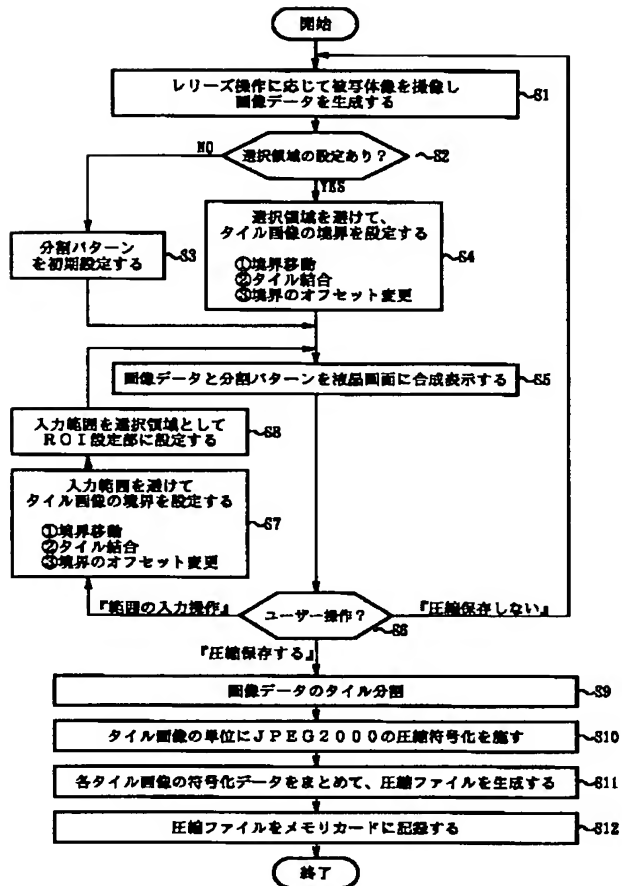 開始
レリーズ操作に応じて被写体像を撮像し
画像データを生成する
S1
選択領域の設定あり？
S2
NO
YES
分割パターン
を初期設定する
S3
選択領域を避けて、
タイル画像の境界を設定する
①境界移動
②タイル結合
③境界のオフセット変更
S4
画像データと分割パターンを液晶画面に合成表示する
S5
入力範囲を選択領域として
ROI設定部に設定する
S8
入力範囲を避けて
タイル画像の境界を設定する
①境界移動
②タイル結合
③境界のオフセット変更
S7
『範囲の入力操作』
ユーザー操作？
S6
『圧縮保存しない』
『圧縮保存する』
画像データのタイル分割
S9
タイル画像の単位にJPEG2000の圧縮符号化を施す
S10
各タイル画像の符号化データをまとめて、圧縮ファイルを生成する
S11
圧縮ファイルをメモリカードに記録する
S12
終了